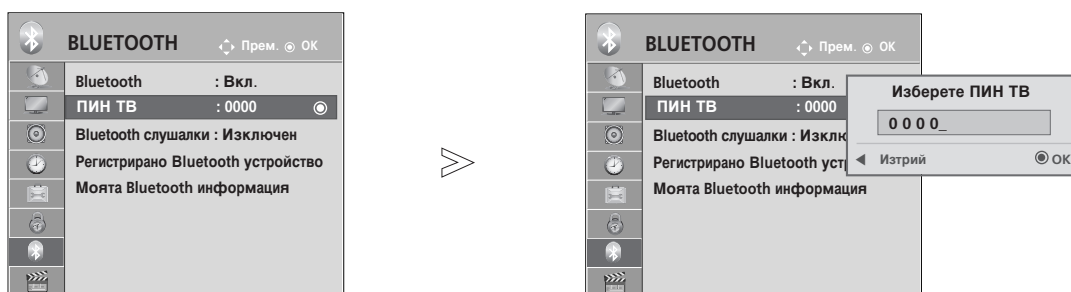 BLUETOOTH Прем. OK
Bluetooth : Вкл.
ПИН ТВ : 0000
Bluetooth слушалки : Изключен
Регистрирано Bluetooth устройство
Моята Bluetooth информация
BLUETOOTH Прем. OK
Bluetooth : Вкл.
ПИН ТВ : 0000
Bluetooth слушалки : Изклю
Регистрирано Bluetooth уст
Моята Bluetooth информация
Изберете ПИН ТВ
0 0 0 0_
Изтрий OK